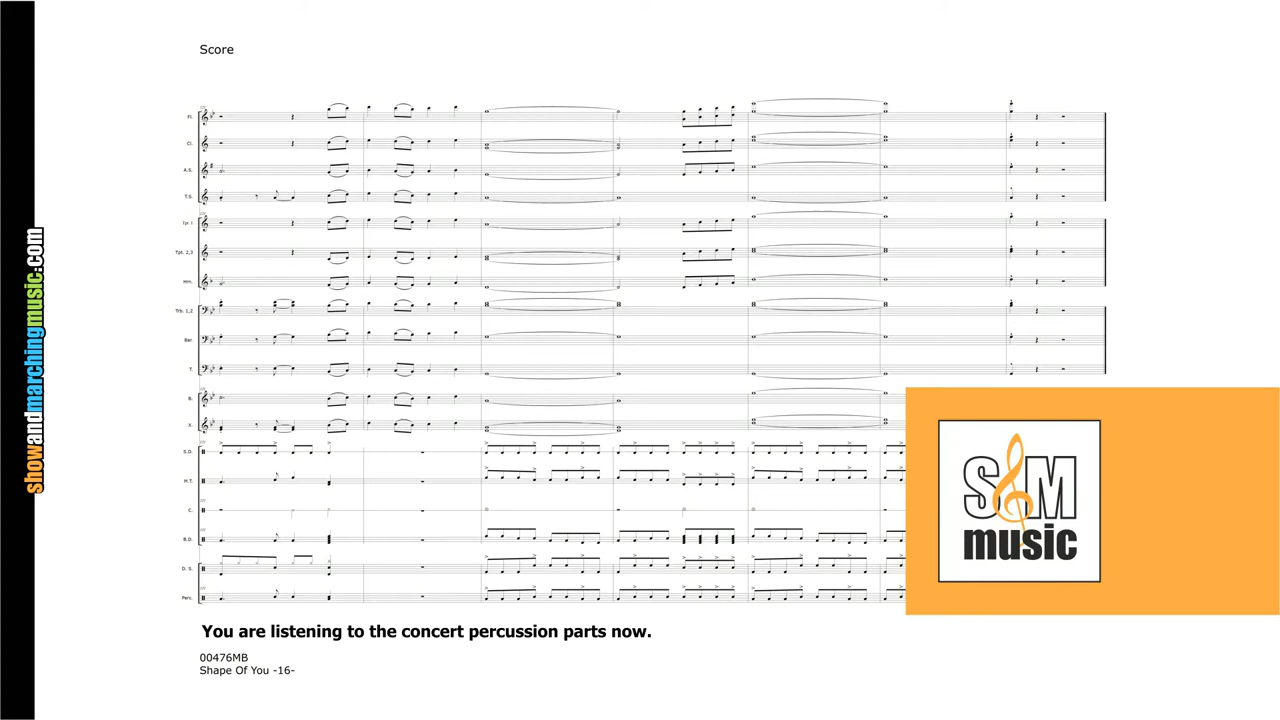 Score
Fl.
Cl.
A.S.
T.S.
Tpt. 1
Tpt. 2,3
Hrn.
Trb. 1,2
Bar.
T.
B.
X.
S.D.
M.T.
C.
B.D.
D. S.
Perc.
showandmarchingmusic.com
S&M
music
You are listening to the concert percussion parts now.
00476MB
Shape Of You -16-